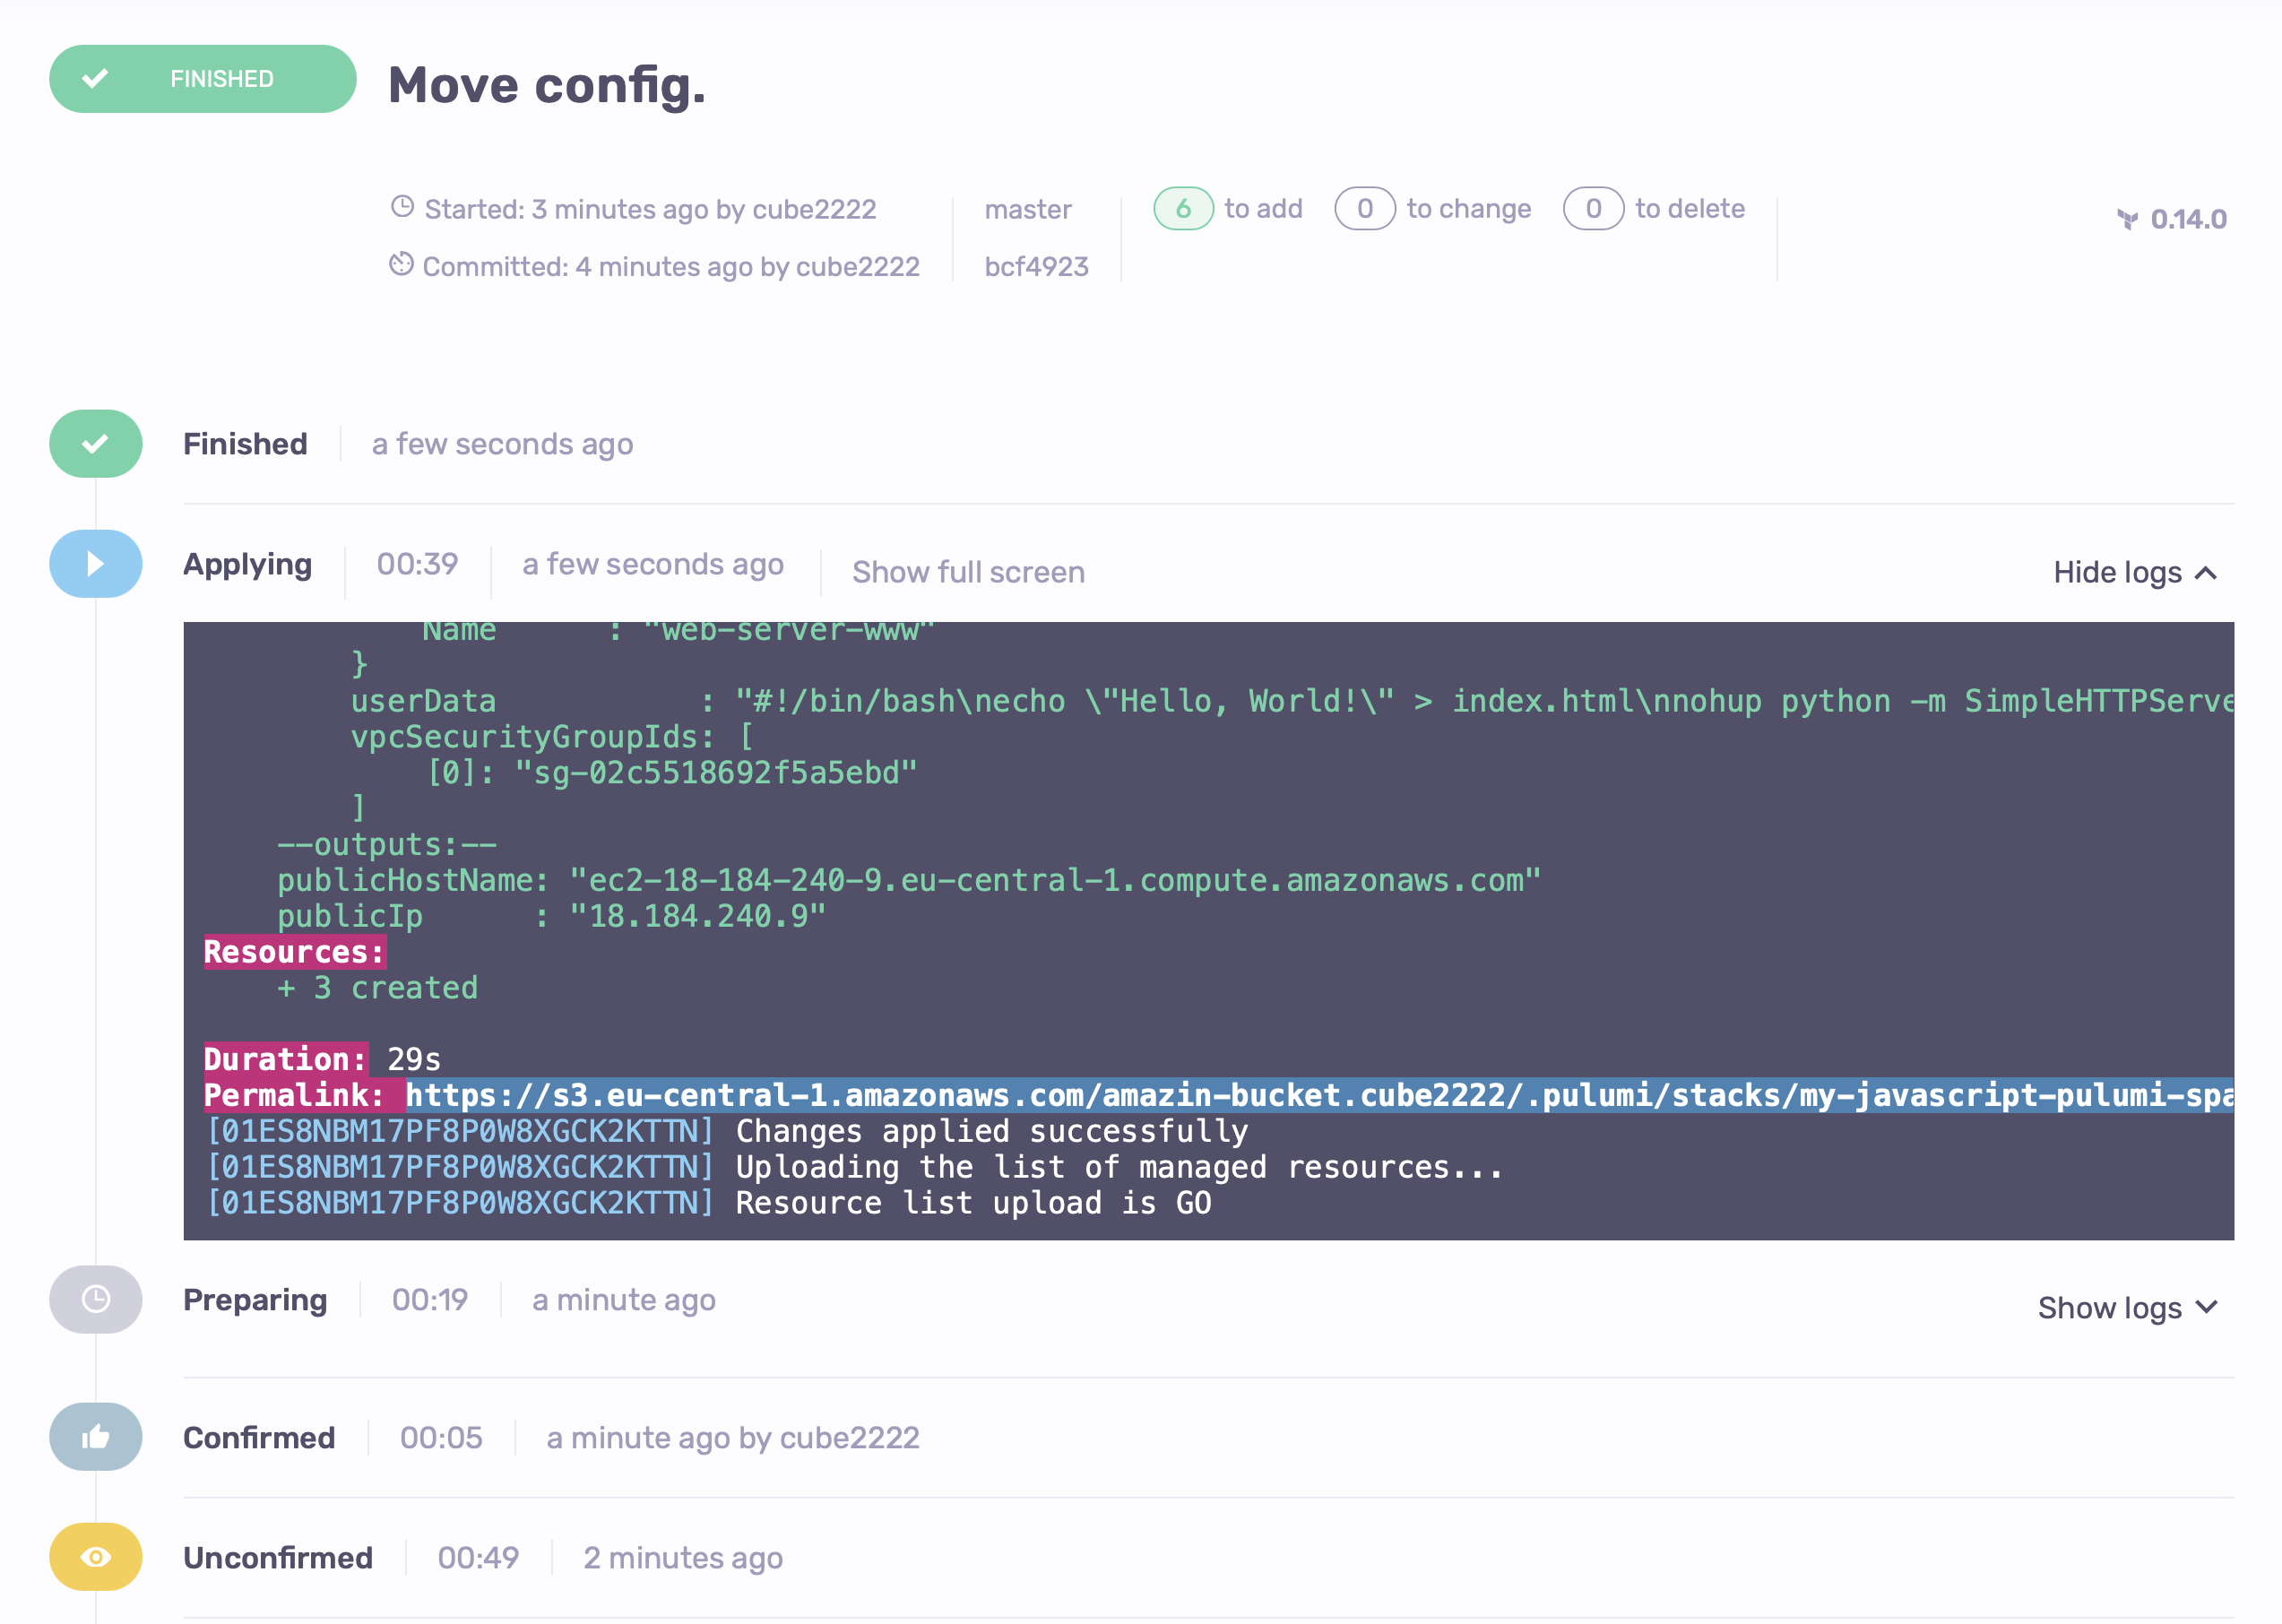 FINISHED
Move config.
Started: 3 minutes ago by cube2222
master
6 to add 0 to change 0 to delete
0.14.0
Committed: 4 minutes ago by cube2222
bcf4923
Finished a few seconds ago
Applying 00:39 a few seconds ago Show full screen Hide logs
Name : "web-server-www"
}
userData : "#!/bin/bash\necho \"Hello, World!\" > index.html\nnohup python -m SimpleHTTPServe
vpcSecurityGroupIds: [
[0]: "sg-02c5518692f5a5ebd"
]
--outputs:--
publicHostName: "ec2-18-184-240-9.eu-central-1.compute.amazonaws.com"
publicIp : "18.184.240.9"
Resources:
+ 3 created
Duration: 29s
Permalink: https://s3.eu-central-1.amazonaws.com/amazin-bucket.cube2222/.pulumi/stacks/my-javascript-pulumi-spa
[01ES8NBM17PF8P0W8XGCK2KTTN] Changes applied successfully
[01ES8NBM17PF8P0W8XGCK2KTTN] Uploading the list of managed resources...
[01ES8NBM17PF8P0W8XGCK2KTTN] Resource list upload is GO
Preparing 00:19 a minute ago Show logs
Confirmed 00:05 a minute ago by cube2222
Unconfirmed 00:49 2 minutes ago